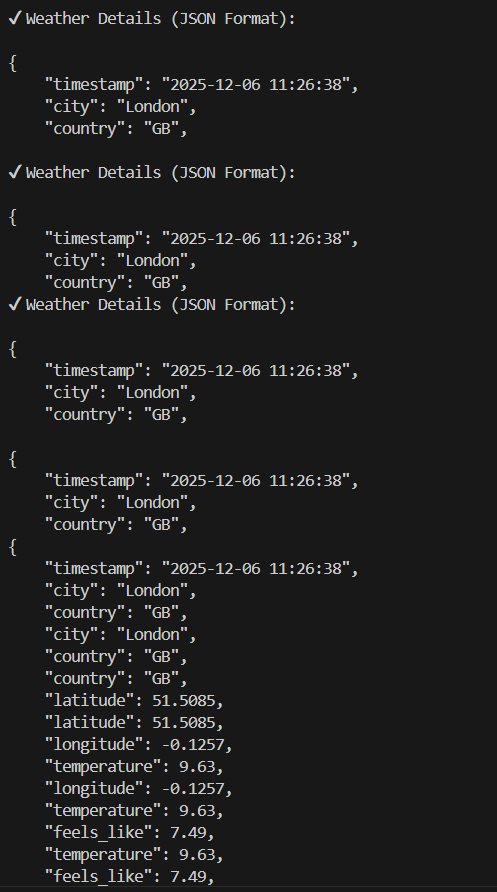 ✓Weather Details (JSON Format):
{
    "timestamp": "2025-12-06 11:26:38",
    "city": "London",
    "country": "GB",
✓Weather Details (JSON Format):
{
    "timestamp": "2025-12-06 11:26:38",
    "city": "London",
    "country": "GB",
✓Weather Details (JSON Format):
{
    "timestamp": "2025-12-06 11:26:38",
    "city": "London",
    "country": "GB",
{
    "timestamp": "2025-12-06 11:26:38",
    "city": "London",
    "country": "GB",
{
    "timestamp": "2025-12-06 11:26:38",
    "city": "London",
    "country": "GB",
    "city": "London",
    "country": "GB",
    "country": "GB",
    "latitude": 51.5085,
    "latitude": 51.5085,
    "longitude": -0.1257,
    "temperature": 9.63,
    "longitude": -0.1257,
    "temperature": 9.63,
    "feels_like": 7.49,
    "temperature": 9.63,
    "feels_like": 7.49,